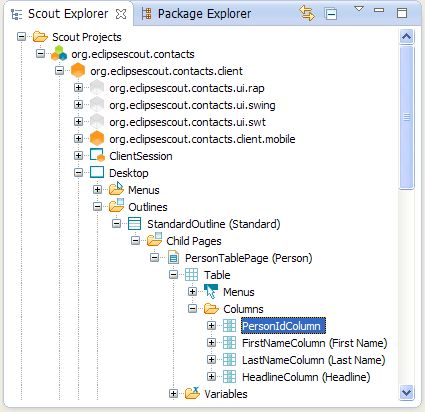 Scout Explorer
Package Explorer
Scout Projects
org.eclipsescout.contacts
org.eclipsescout.contacts.client
org.eclipsescout.contacts.ui.rap
org.eclipsescout.contacts.ui.swing
org.eclipsescout.contacts.ui.swt
org.eclipsescout.contacts.client.mobile
ClientSession
Desktop
Menus
Outlines
StandardOutline (Standard)
Child Pages
PersonTablePage (Person)
Table
Menus
Columns
PersonIdColumn
FirstNameColumn (First Name)
LastNameColumn (Last Name)
HeadlineColumn (Headline)
Variables